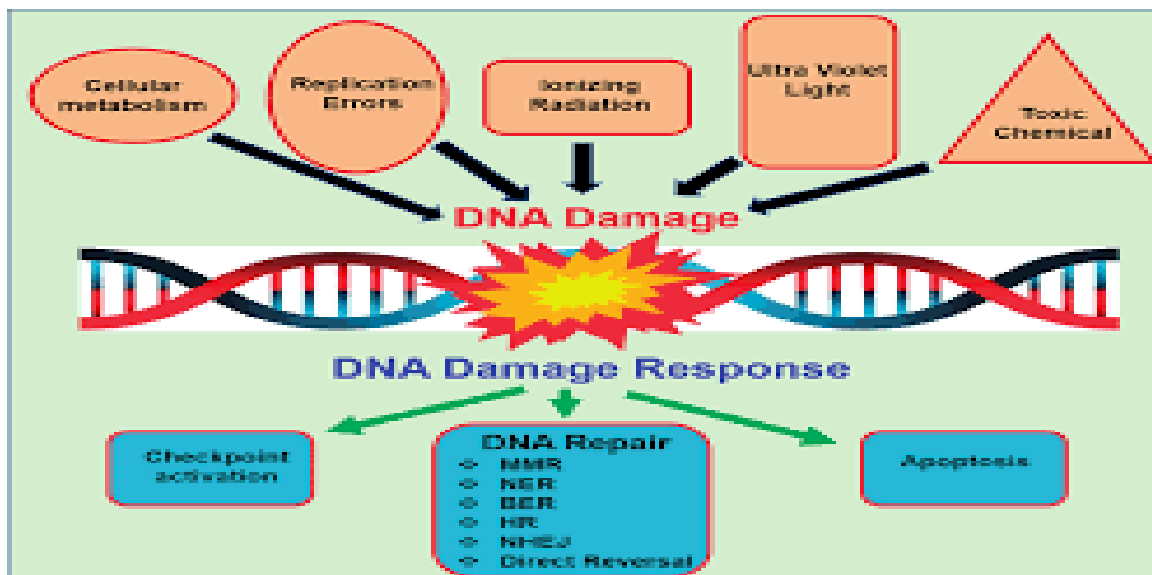 Cellular
metabolism
Replication
Errors
Ionizing
Radiation
Ultra Violet
Light
Toxic
Chemical
DNA Damage
DNA Damage Response
Checkpoint
activation
DNA Repair
MMR
NER
BER
HR
NHEJ
Direct Reversal
Apoptosis